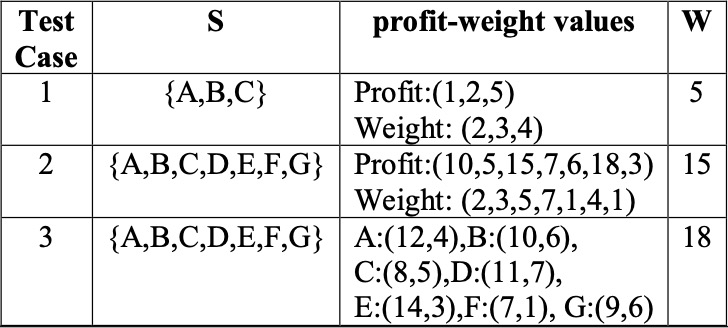 Test Case S profit-weight values W
1 {A,B,C} Profit:(1,2,5) 5
Weight: (2,3,4)
2 {A,B,C,D,E,F,G} Profit:(10,5,15,7,6,18,3) 15
Weight: (2,3,5,7,1,4,1)
3 {A,B,C,D,E,F,G} A:(12,4),B:(10,6), 18
C:(8,5),D:(11,7),
E:(14,3),F:(7,1), G:(9,6)